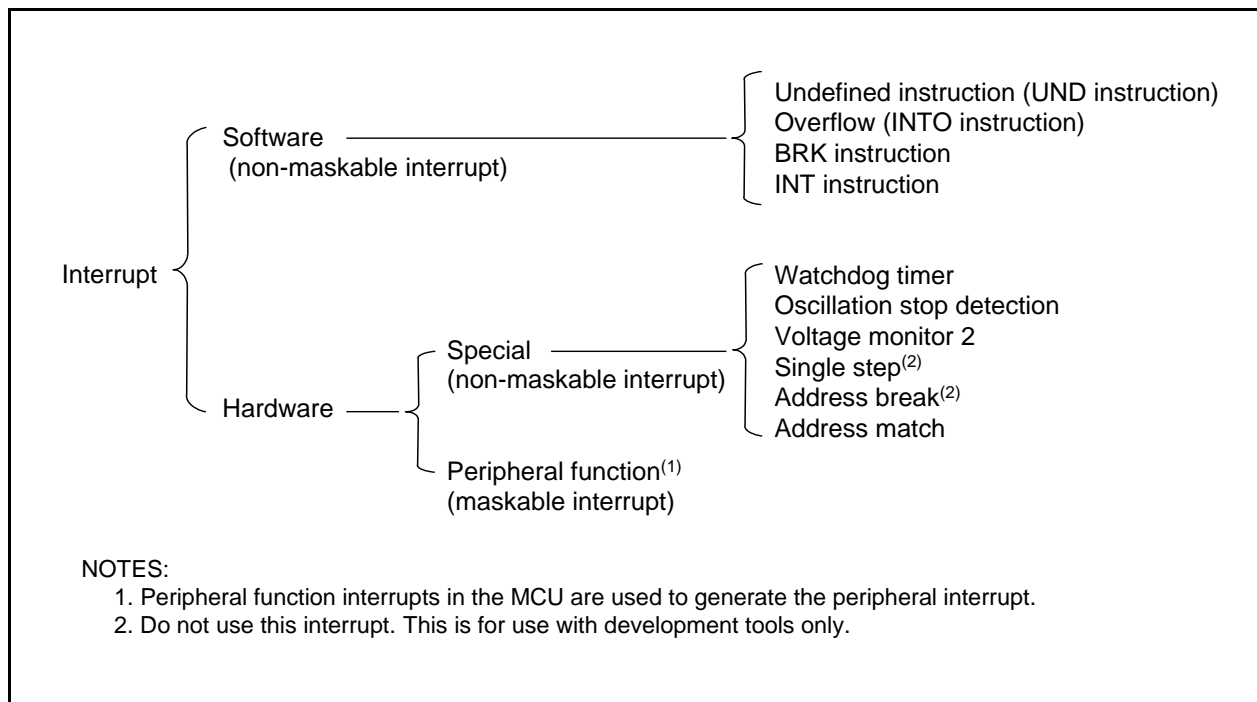 Interrupt
Software
(non-maskable interrupt)
Undefined instruction (UND instruction)
Overflow (INTO instruction)
BRK instruction
INT instruction
Hardware
Special
(non-maskable interrupt)
Watchdog timer
Oscillation stop detection
Voltage monitor 2
Single step(2)
Address break(2)
Address match
Peripheral function(1)
(maskable interrupt)
NOTES:
1. Peripheral function interrupts in the MCU are used to generate the peripheral interrupt.
2. Do not use this interrupt. This is for use with development tools only.